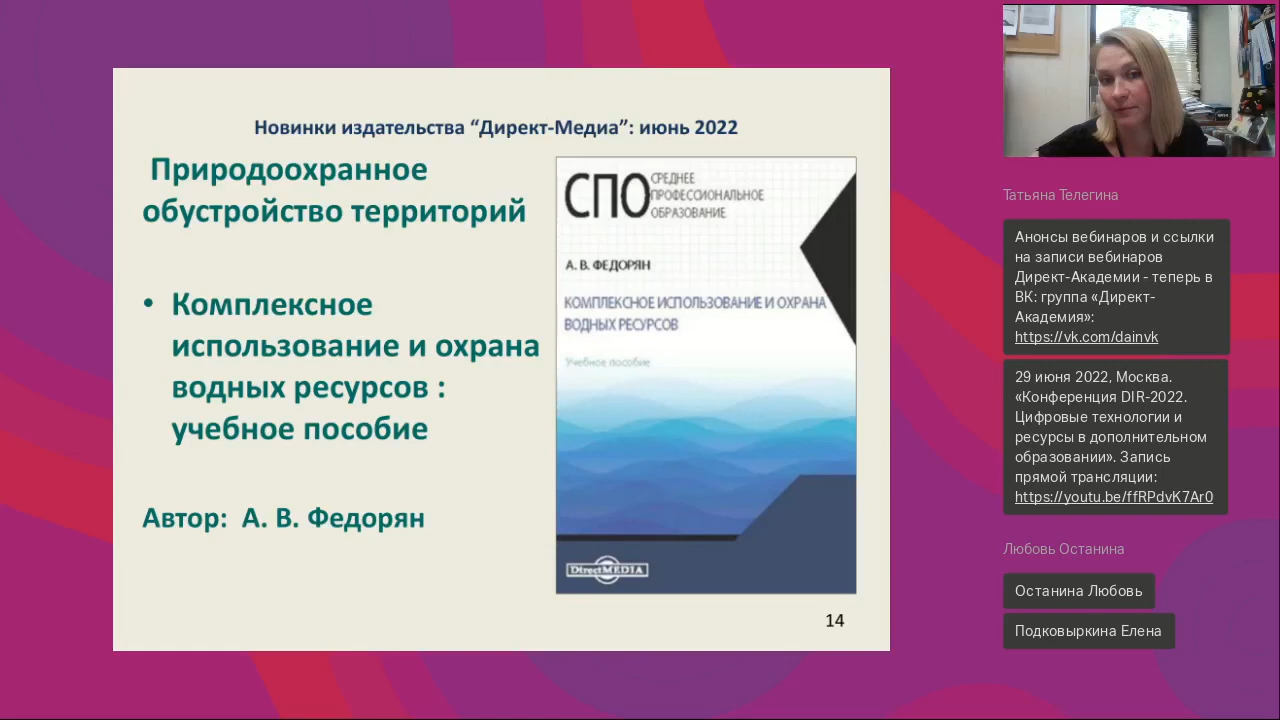 Новинки издательства “Директ-Медиа”: июнь 2022
Природоохранное
обустройство территорий
• Комплексное
использование и охрана
водных ресурсов :
учебное пособие
Автор: А. В. Федорян
СПО
СРЕДНЕЕ
ПРОФЕССИОНАЛЬНОЕ
ОБРАЗОВАНИЕ
А. В. ФЕДОРЯН
КОМПЛЕКСНОЕ ИСПОЛЬЗОВАНИЕ И ОХРАНА
ВОДНЫХ РЕСУРСОВ
Учебное пособие
DirectMEDIA
14
Татьяна Телегина
Анонсы вебинаров и ссылки
на записи вебинаров
Директ-Академии - теперь в
ВК: группа «Директ-
Академия»:
https://vk.com/dainvk
29 июня 2022, Москва.
«Конференция DIR-2022.
Цифровые технологии и
ресурсы в дополнительном
образовании». Запись
прямой трансляции:
https://youtu.be/ffRPdvK7Ar0
Любовь Останина
Останина Любовь
Подковыркина Елена